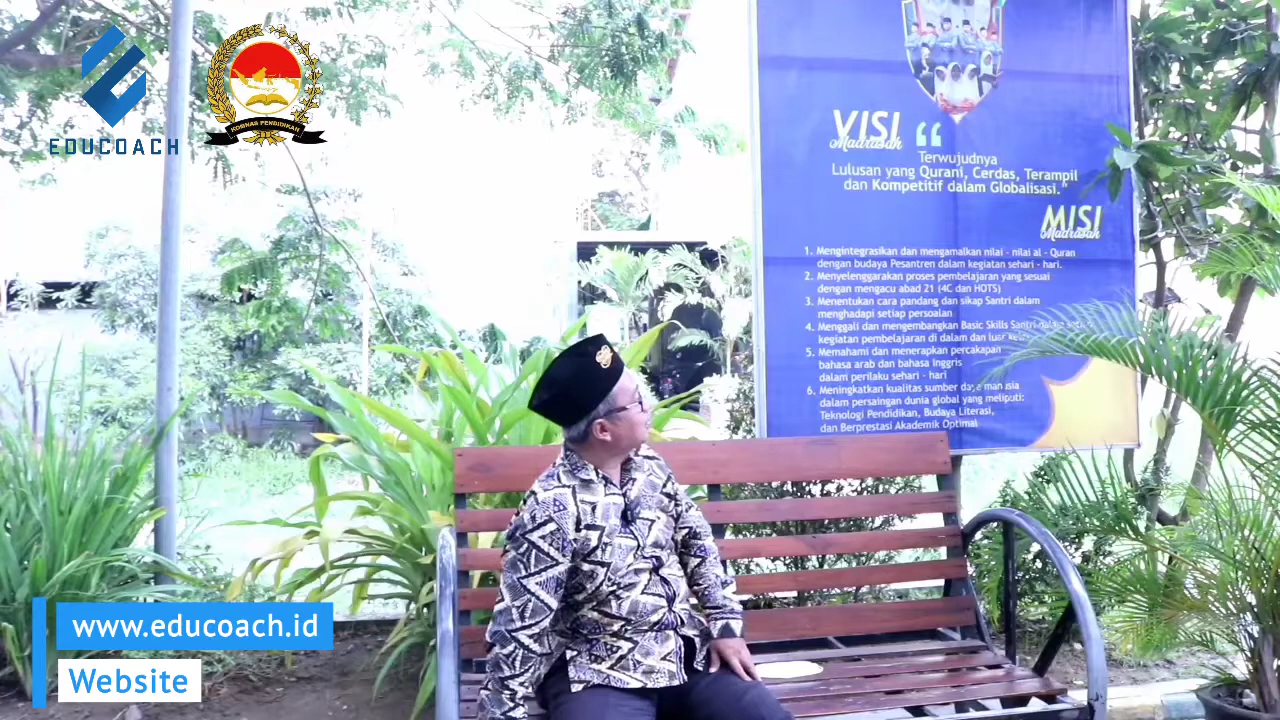 EDUCOACH
KOMNAS PENDIDIKAN
VISI
Madrasah
“
Terwujudnya
Lulusan yang Qurani, Cerdas, Terampil
dan Kompetitif dalam Globalisasi.”
MISI
Madrasah
1. Mengintegrasikan dan mengamalkan nilai - nilai al - Quran
dengan budaya Pesantren dalam kegiatan sehari - hari.
2. Menyelenggarakan proses pembelajaran yang sesuai
dengan mengacu abad 21 (4C dan HOTS)
3. Menentukan cara pandang dan sikap Santri dalam
menghadapi setiap persoalan
4. Menggali dan mengembangkan Basic Skills Santri dalam setiap
kegiatan pembelajaran di dalam dan luar
5. Memahami dan menerapkan percakapan
bahasa arab dan bahasa inggris
dalam perilaku sehari - hari
6. Meningkatkan kualitas sumber daya manusia
dalam persaingan dunia global yang meliputi:
Teknologi Pendidikan, Budaya Literasi,
dan Berprestasi Akademik Optimal
www.educoach.id
Website